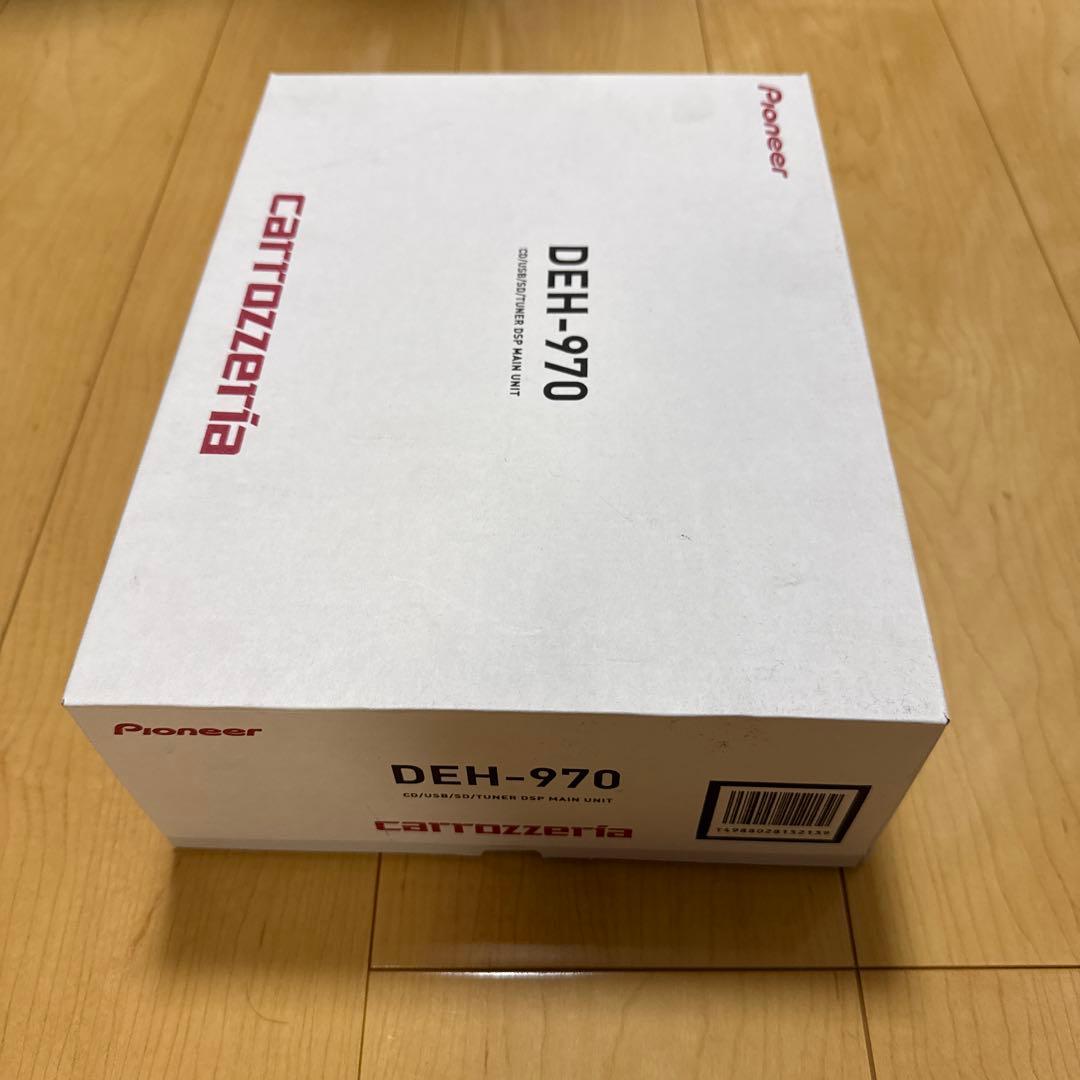 Pioneer
DEH-970
CD/USB/SD/TUNER DSP MAIN UNIT
carrozzeria
Pioneer
DEH-970
CD/USB/SD/TUNER DSP MAIN UNIT
carrozzeria
T4988028132139